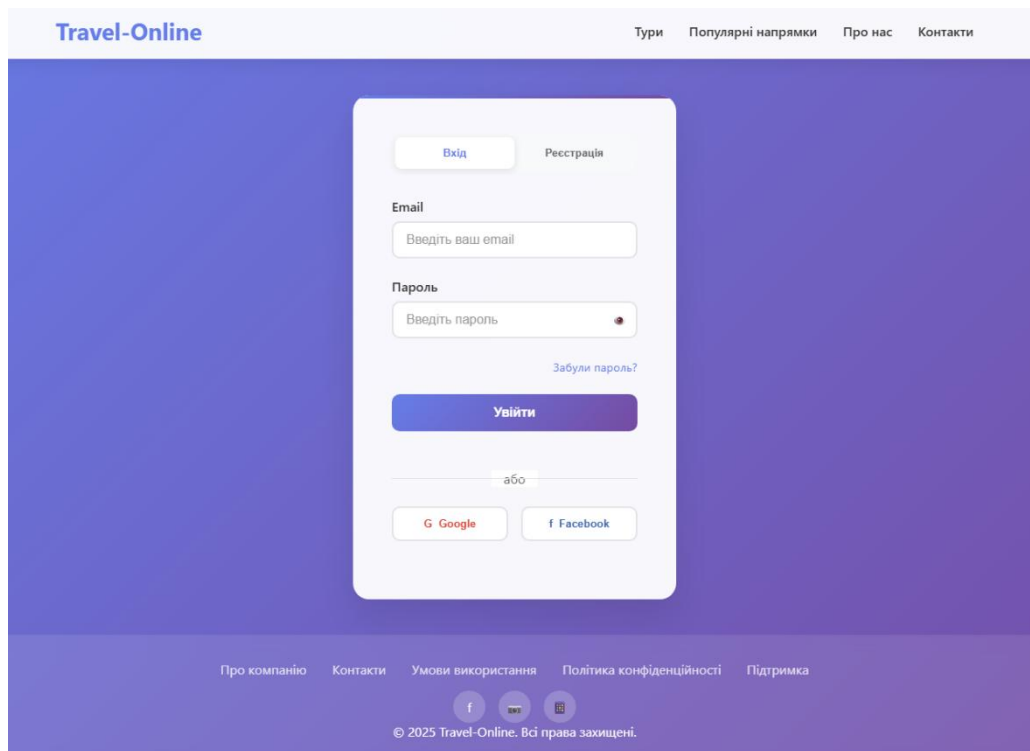 Travel-Online
Тури Популярні напрямки Про нас Контакти
Вхід Реєстрація
Email
Введіть ваш email
Пароль
Введіть пароль
Забули пароль?
Увійти
або
G Google f Facebook
Про компанію Контакти Умови використання Політика конфіденційності Підтримка
f
© 2025 Travel-Online. Всі права захищені.